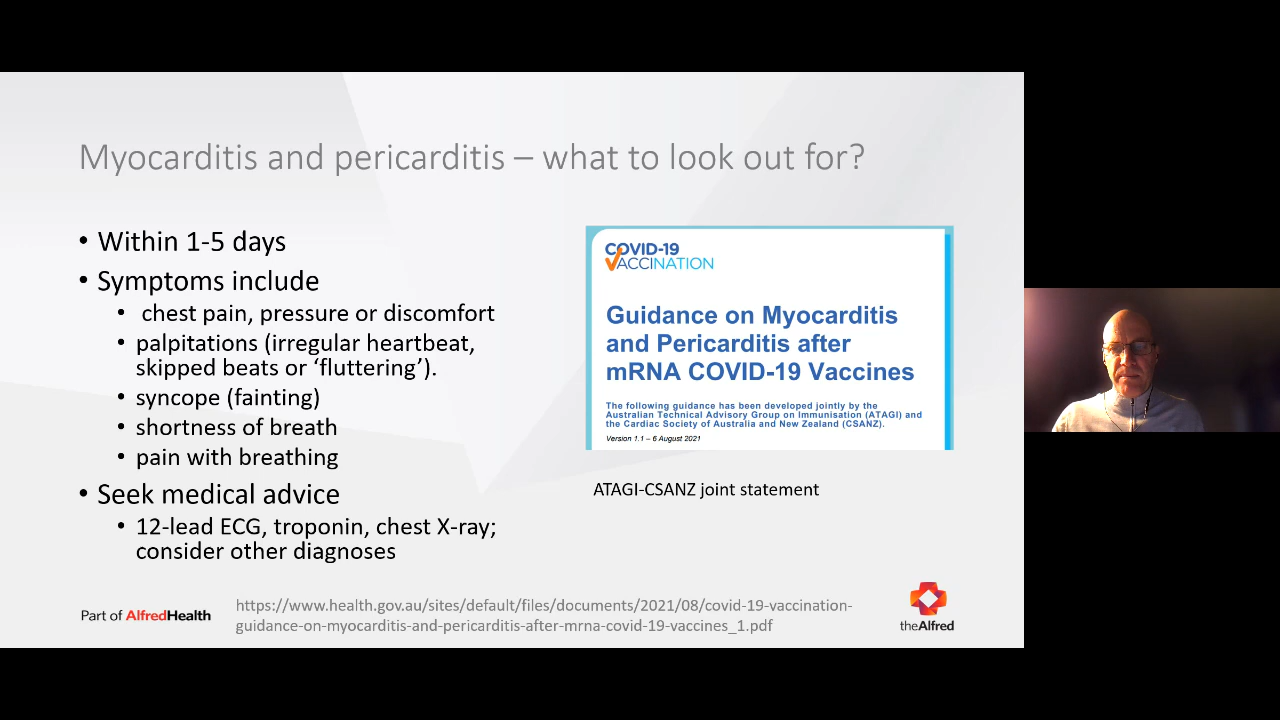 Myocarditis and pericarditis – what to look out for?
• Within 1-5 days
• Symptoms include
• chest pain, pressure or discomfort
• palpitations (irregular heartbeat,
skipped beats or ‘fluttering’).
• syncope (fainting)
• shortness of breath
• pain with breathing
• Seek medical advice
• 12-lead ECG, troponin, chest X-ray;
consider other diagnoses
COVID-19
VACCINATION
Guidance on Myocarditis
and Pericarditis after
mRNA COVID-19 Vaccines
The following guidance has been developed jointly by the
Australian Technical Advisory Group on Immunisation (ATAGI) and
the Cardiac Society of Australia and New Zealand (CSANZ).
Version 1.1 – 6 August 2021
ATAGI-CSANZ joint statement
Part of AlfredHealth
https://www.health.gov.au/sites/default/files/documents/2021/08/covid-19-vaccination-
guidance-on-myocarditis-and-pericarditis-after-mrna-covid-19-vaccines_1.pdf
theAlfred